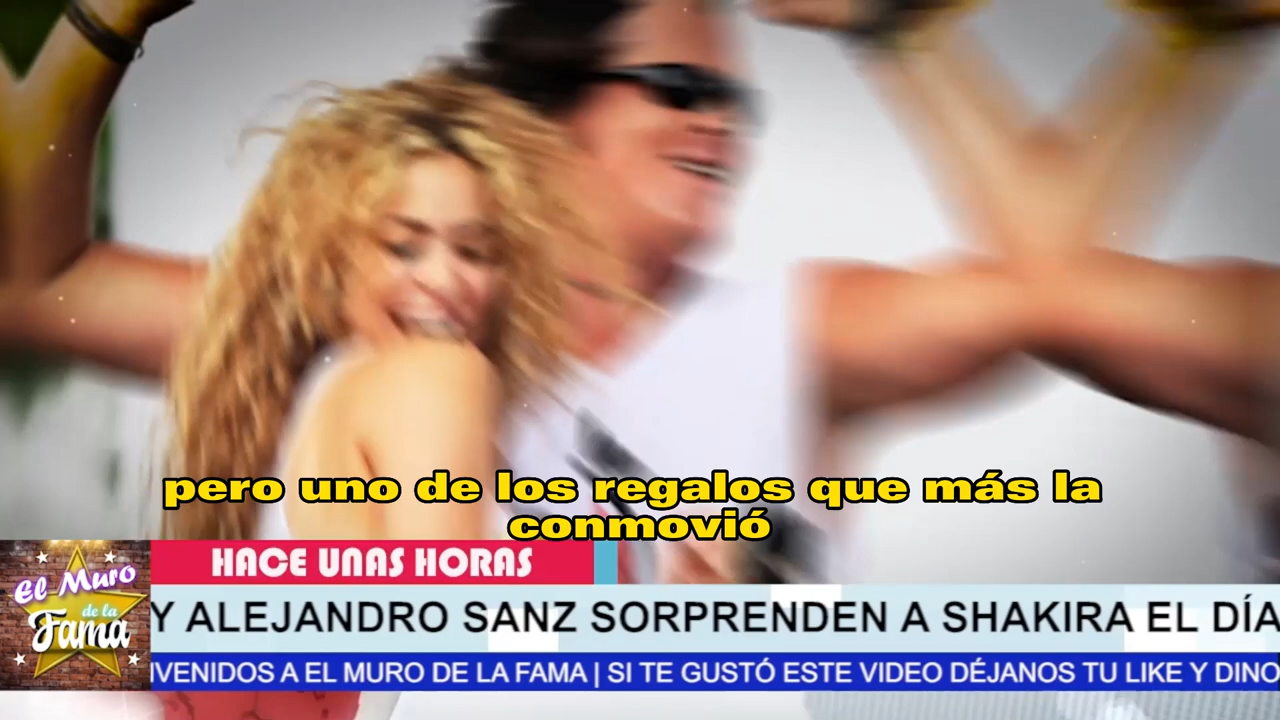 pero uno de los regalos que más la
conmovió
HACE UNAS HORAS
El Muro
de la
Fama
Y ALEJANDRO SANZ SORPRENDEN A SHAKIRA EL DÍA
VENIDOS A EL MURO DE LA FAMA | SI TE GUSTÓ ESTE VIDEO DÉJANOS TU LIKE Y DINO